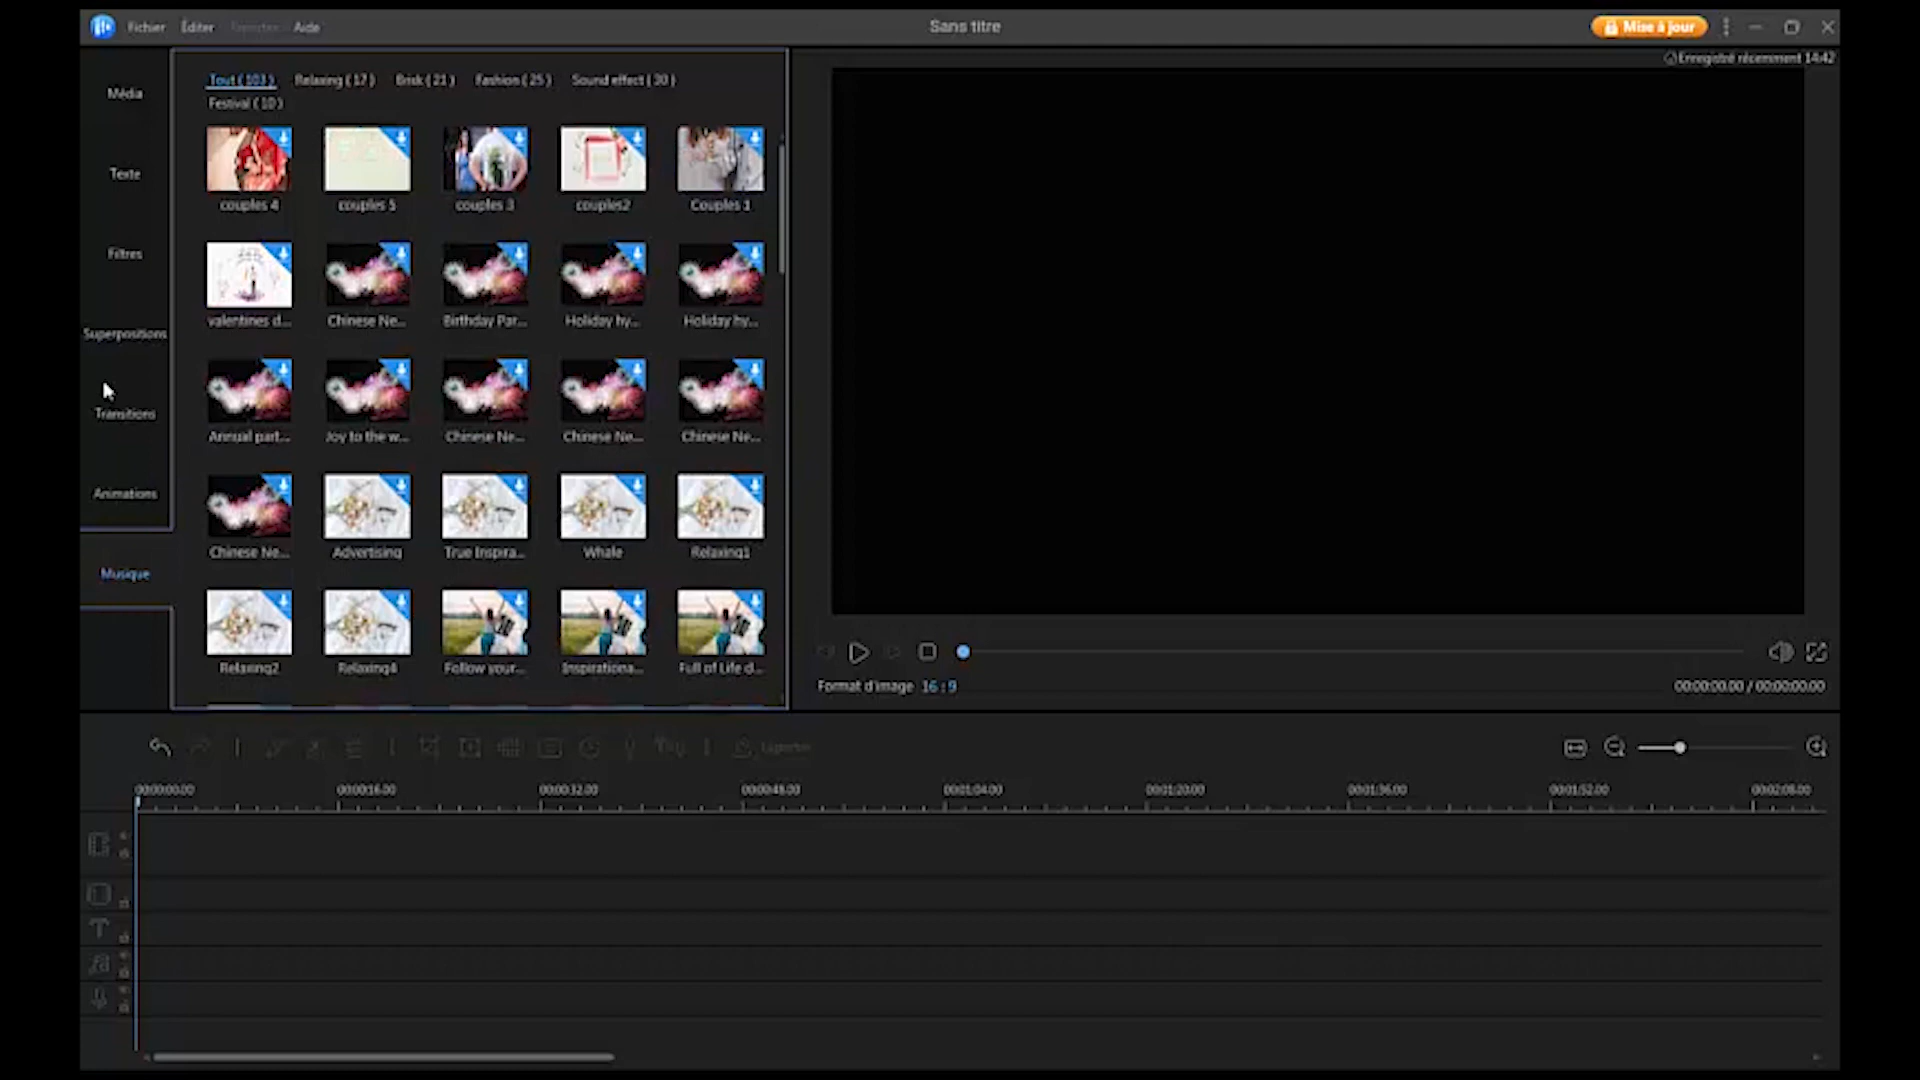 Fichier Éditer Exporter Aide
Sans titre
Mise à jour
Enregistré récemment 14:42
Média
Texte
Filtres
Superpositions
Transitions
Animations
Musique
Tout ( 103 ) Relaxing ( 17 ) Brisk ( 21 ) Fashion ( 25 ) Sound effect ( 30 )
Festival ( 10 )
couples 4 couples 5 couples 3 couples2 Couples 1
valentines d... Chinese Ne... Birthday Par... Holiday hy... Holiday hy...
Annual part... Joy to the w... Chinese Ne... Chinese Ne... Chinese Ne...
Chinese Ne... Advertising True Inspira... Whale Relaxing1
Relaxing2 Relaxing4 Follow your... Inspirationa... Full of Life d...
Format d'image 16 : 9
00:00:00.00 / 00:00:00.00
Exporter
00:00:00.00 00:00:16.00 00:00:32.00 00:00:48.00 00:01:04.00 00:01:20.00 00:01:36.00 00:01:52.00 00:02:08.00